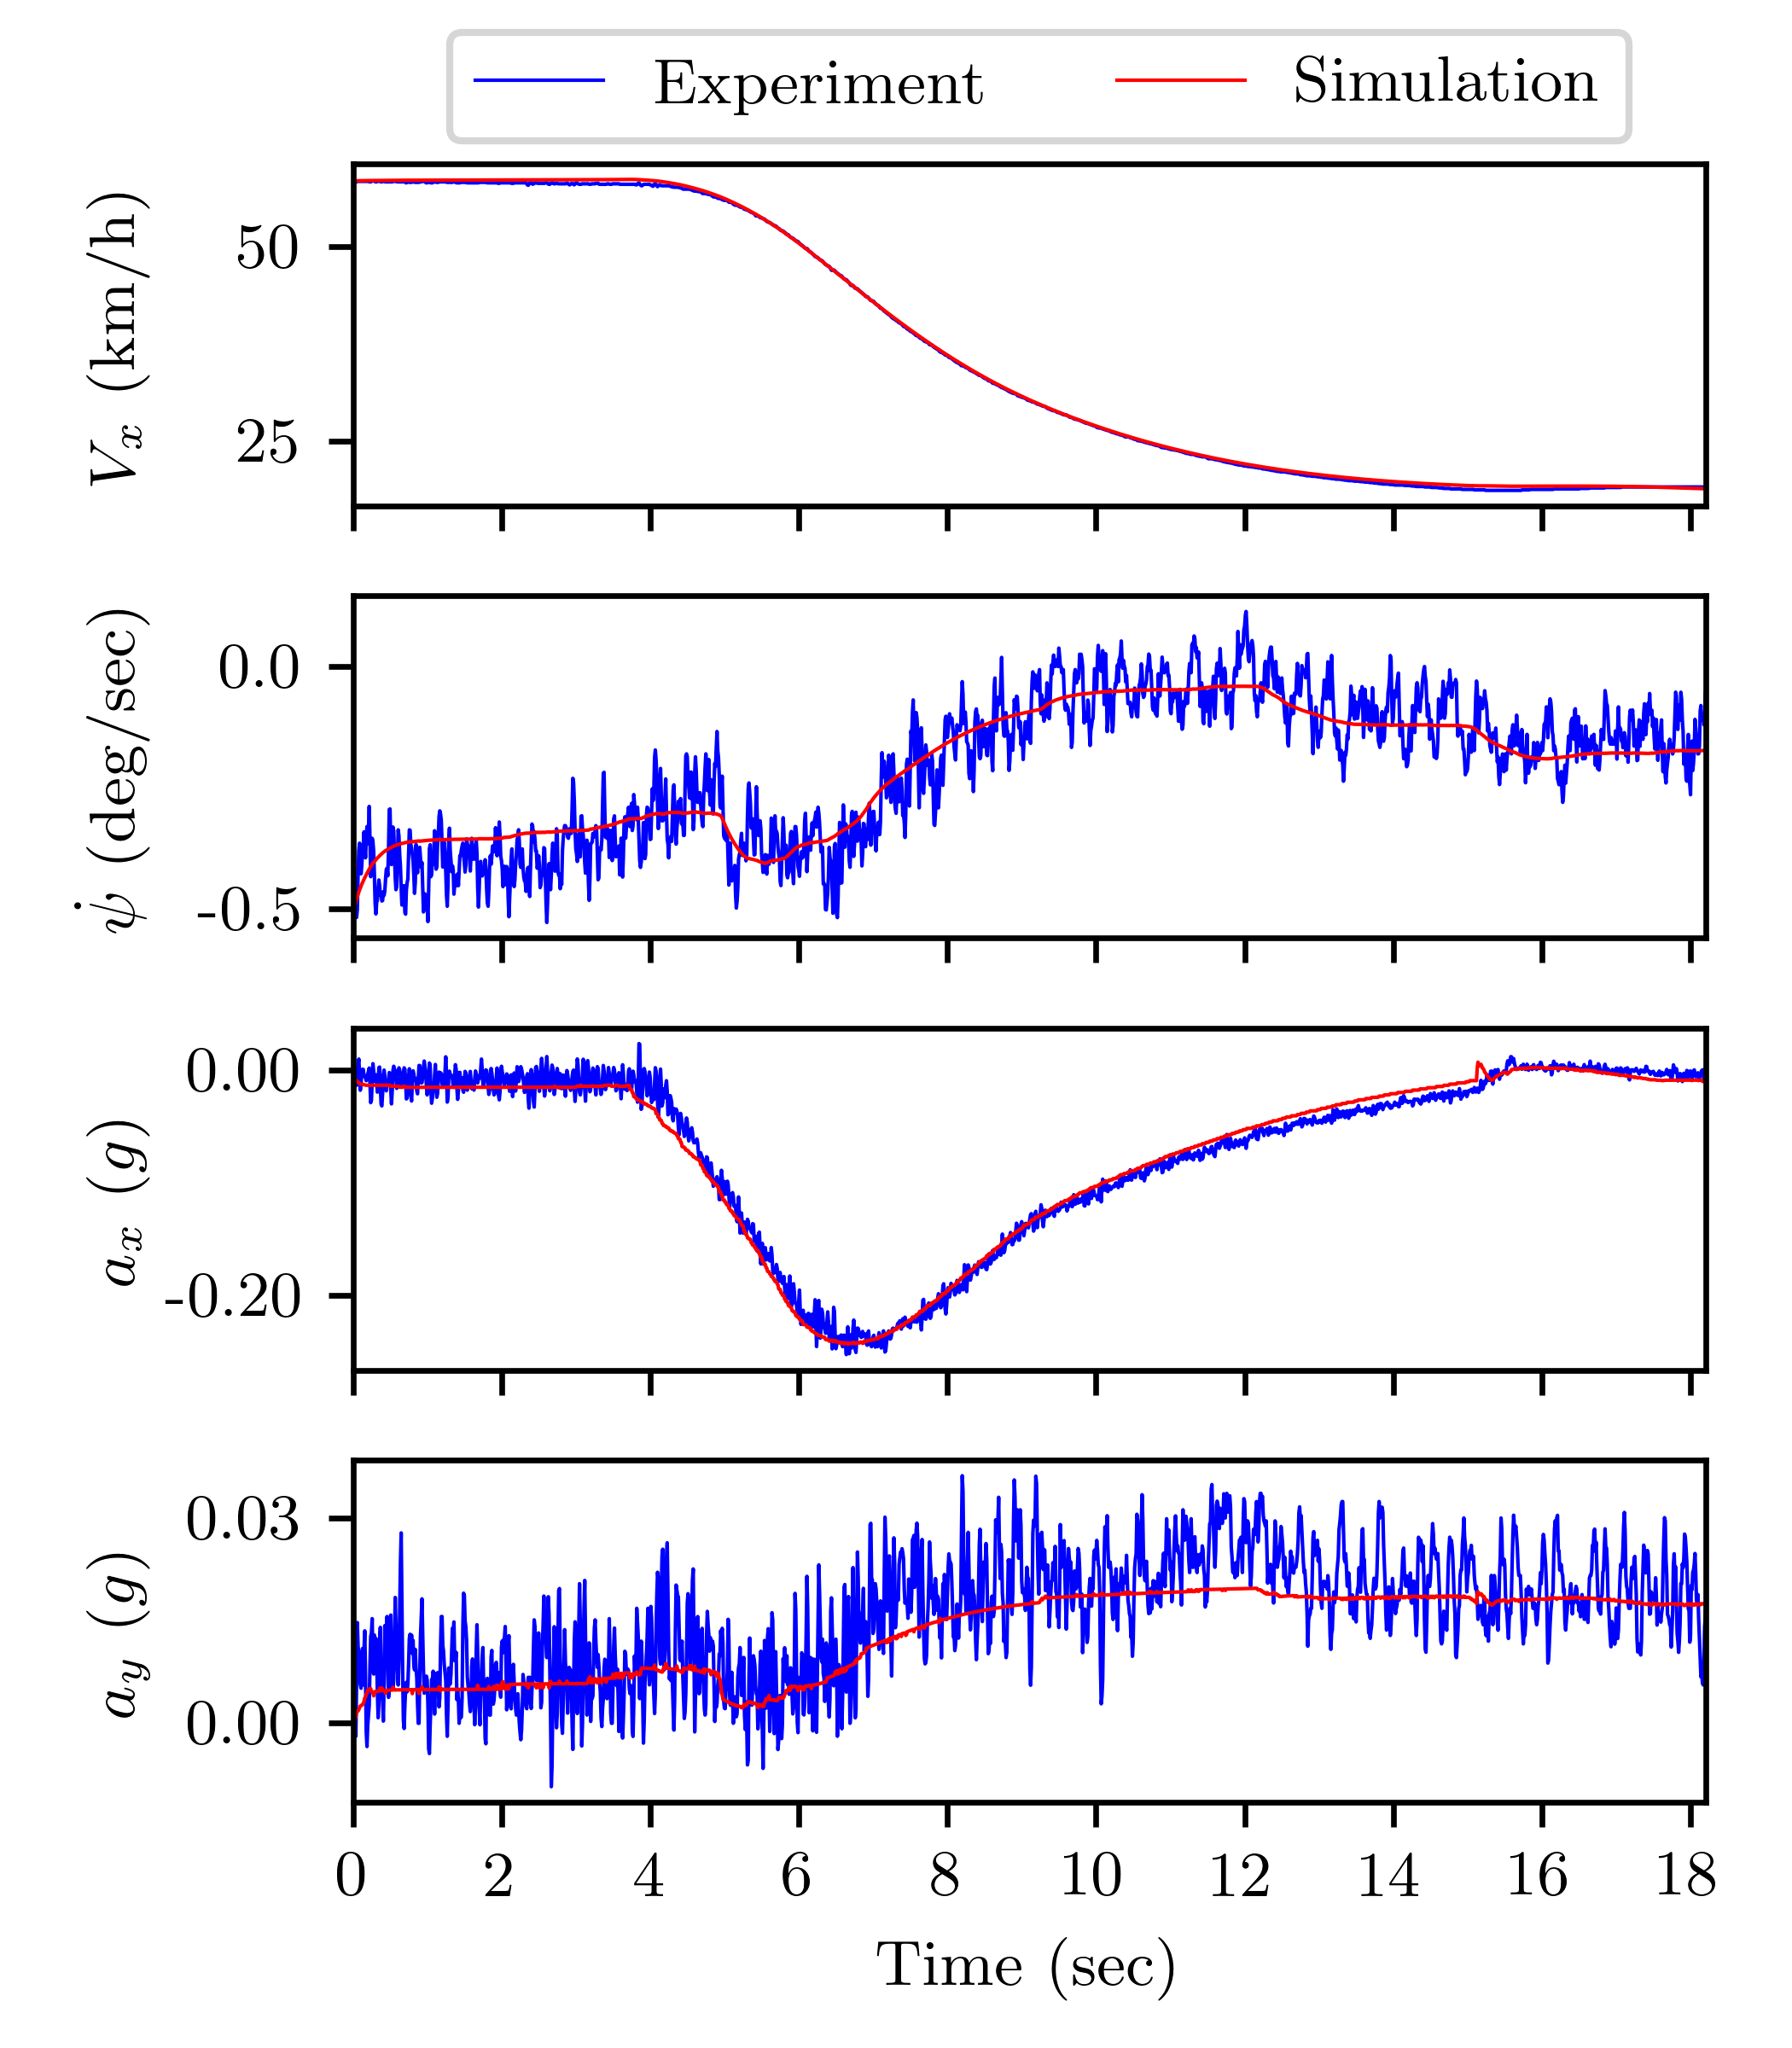 Experiment Simulation
V_x (km/h)
50
25
ψ̇ (deg/sec)
0.0
-0.5
a_x (g)
0.00
-0.20
a_y (g)
0.03
0.00
0 2 4 6 8 10 12 14 16 18
Time (sec)